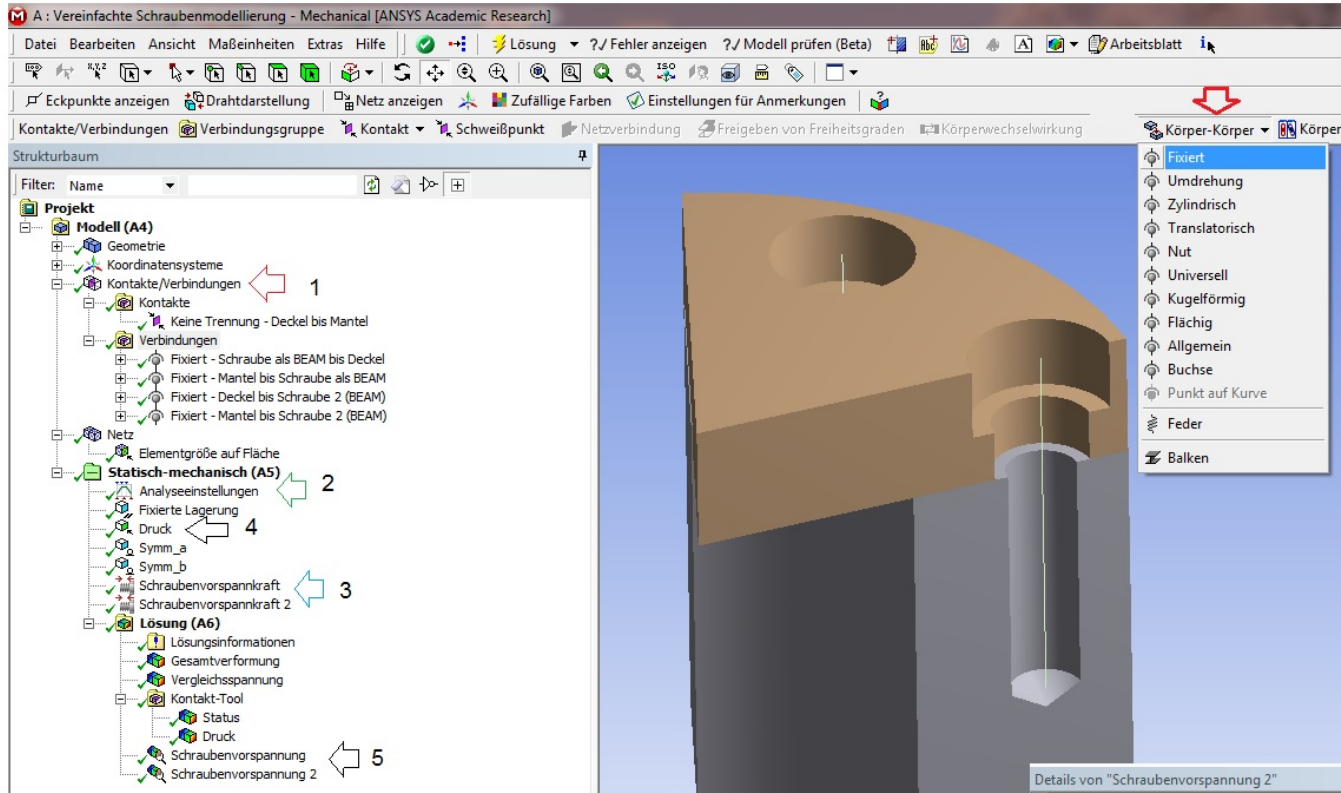 A : Vereinfachte Schraubenmodellierung - Mechanical [ANSYS Academic Research]
Datei Bearbeiten Ansicht Maßeinheiten Extras Hilfe Lösung ?✓ Fehler anzeigen ?✓ Modell prüfen (Beta) A Arbeitsblatt
ISO
Eckpunkte anzeigen Drahtdarstellung Netz anzeigen Zufällige Farben Einstellungen für Anmerkungen
Kontakte/Verbindungen Verbindungsgruppe Kontakt Schweißpunkt Netzverbindung Freigeben von Freiheitsgraden Körperwechselwirkung Körper-Körper Körper
Strukturbaum
Filter: Name
Projekt
Modell (A4)
Geometrie
Koordinatensysteme
Kontakte/Verbindungen 1
Kontakte
Keine Trennung - Deckel bis Mantel
Verbindungen
Fixiert - Schraube als BEAM bis Deckel
Fixiert - Mantel bis Schraube als BEAM
Fixiert - Deckel bis Schraube 2 (BEAM)
Fixiert - Mantel bis Schraube 2 (BEAM)
Netz
Elementgröße auf Fläche
Statisch-mechanisch (A5)
Analyseeinstellungen 2
Fixierte Lagerung
Druck 4
Symm_a
Symm_b
Schraubenvorspannkraft 3
Schraubenvorspannkraft 2
Lösung (A6)
Lösungsinformationen
Gesamtverformung
Vergleichsspannung
Kontakt-Tool
Status
Druck
Schraubenvorspannung 5
Schraubenvorspannung 2
Fixiert
Umdrehung
Zylindrisch
Translatorisch
Nut
Universell
Kugelförmig
Flächig
Allgemein
Buchse
Punkt auf Kurve
Feder
Balken
Details von "Schraubenvorspannung 2"